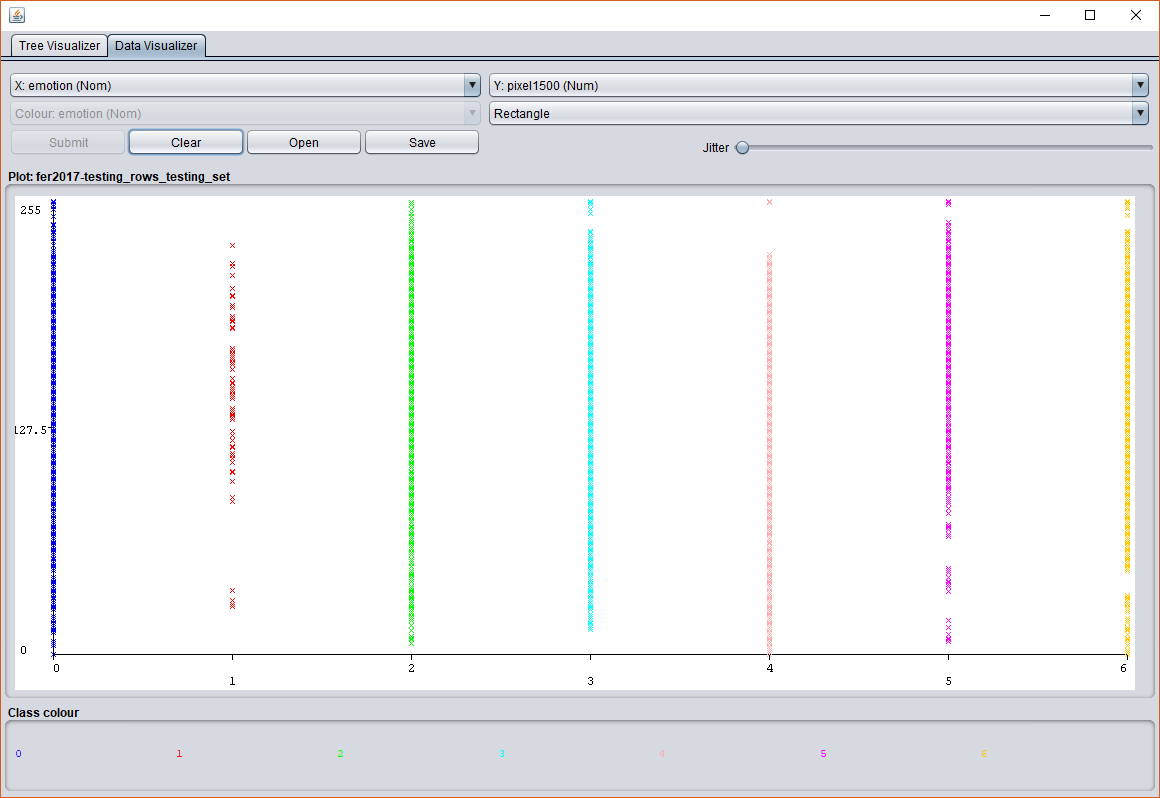 Tree Visualizer Data Visualizer
X: emotion (Nom) Y: pixel1500 (Num)
Colour: emotion (Nom) Rectangle
Submit Clear Open Save Jitter
Plot: fer2017-testing_rows_testing_set
255
127.5
0
0 1 2 3 4 5 6
Class colour
0 1 2 3 4 5 6